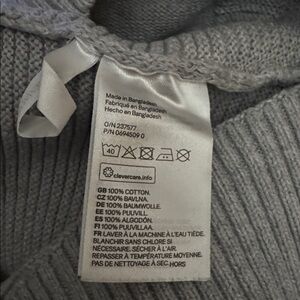 Made in Bangladesh
Fabriqué en Bangladesh
Hecho en Bangladesh
O/N 237577
P/N 0694509 0
40
clevercare.info
GB 100% COTTON.
CZ 100% BAVLNA.
DE 100% BAUMWOLLE.
EE 100% PUUVILL.
ES 100% ALGODÓN.
FI 100% PUUVILLAA.
FR LAVER À LA MACHINE À L'EAU TIÈDE.
BLANCHIR SANS CHLORE SI
NÉCESSAIRE. SÉCHER À L'AIR.
REPASSER À TEMPÉRATURE MOYENNE.
PAS DE NETTOYAGE À SEC. HORS